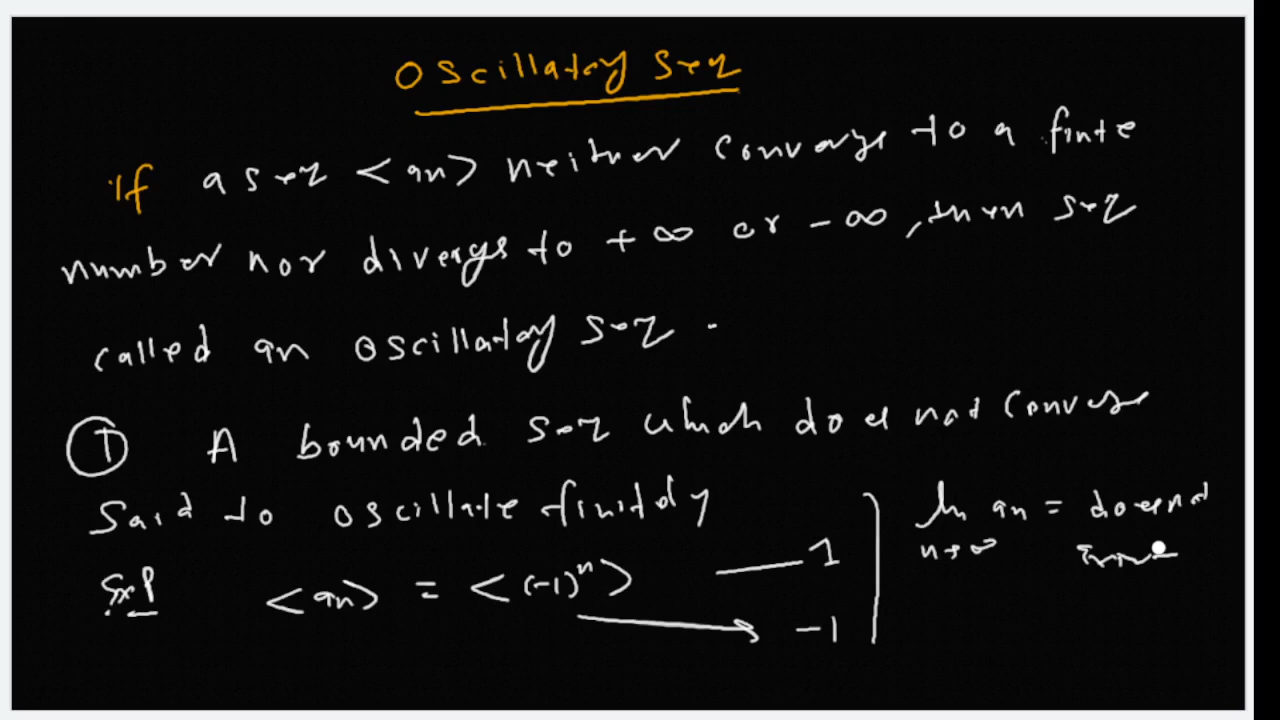 Oscillatory Seq
If a seq <an> neither converge to a finte
number nor divergs to + ∞ or - ∞, then seq
called an oscillatory seq .
① A bounded seq which does not converge
Said to oscillate finitely
Exp <an> = <(-1)ⁿ> 1
-1
lim an = does not
n→∞